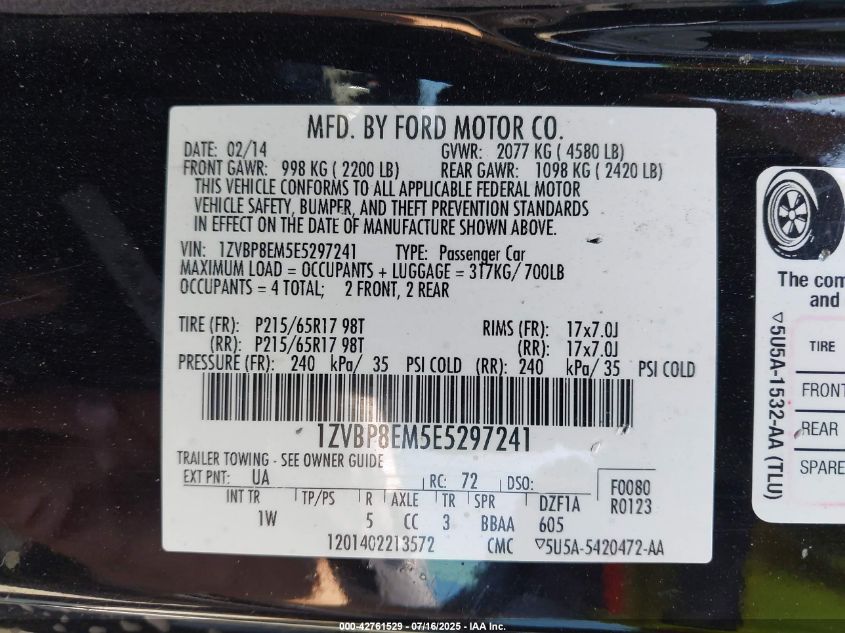 MFD. BY FORD MOTOR CO.
DATE: 02/14 GVWR: 2077 KG ( 4580 LB)
FRONT GAWR: 998 KG ( 2200 LB) REAR GAWR: 1098 KG ( 2420 LB)
THIS VEHICLE CONFORMS TO ALL APPLICABLE FEDERAL MOTOR
VEHICLE SAFETY, BUMPER, AND THEFT PREVENTION STANDARDS
IN EFFECT ON THE DATE OF MANUFACTURE SHOWN ABOVE.
VIN: 1ZVBP8EM5E5297241 TYPE: Passenger Car
MAXIMUM LOAD = OCCUPANTS + LUGGAGE = 317KG/ 700LB
OCCUPANTS = 4 TOTAL; 2 FRONT, 2 REAR
TIRE (FR): P215/65R17 98T RIMS (FR): 17x7.0J
(RR): P215/65R17 98T (RR): 17x7.0J
PRESSURE (FR): 240 kPa/ 35 PSI COLD (RR): 240 kPa/ 35 PSI COLD
1ZVBP8EM5E5297241
TRAILER TOWING - SEE OWNER GUIDE
EXT PNT: UA RC: 72 DSO: F0080
INT TR TP/PS R AXLE TR SPR DZF1A R0123
1W 5 CC 3 BBAA 605
1201402213572 CMC ▽5U5A-5420472-AA
The com
and
▽5U5A-1532-AA (TLU)
TIRE
FRONT
REAR
SPARE
000-42761529 - 07/16/2025 - IAA Inc.